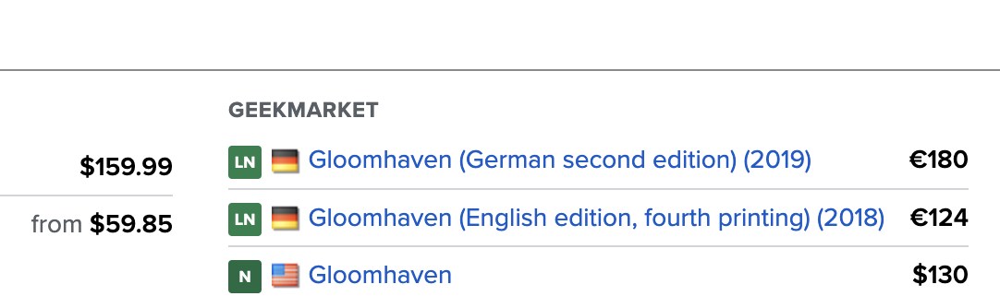 GEEKMARKET
$159.99
from $59.85
LN Gloomhaven (German second edition) (2019) €180
LN Gloomhaven (English edition, fourth printing) (2018) €124
N Gloomhaven $130